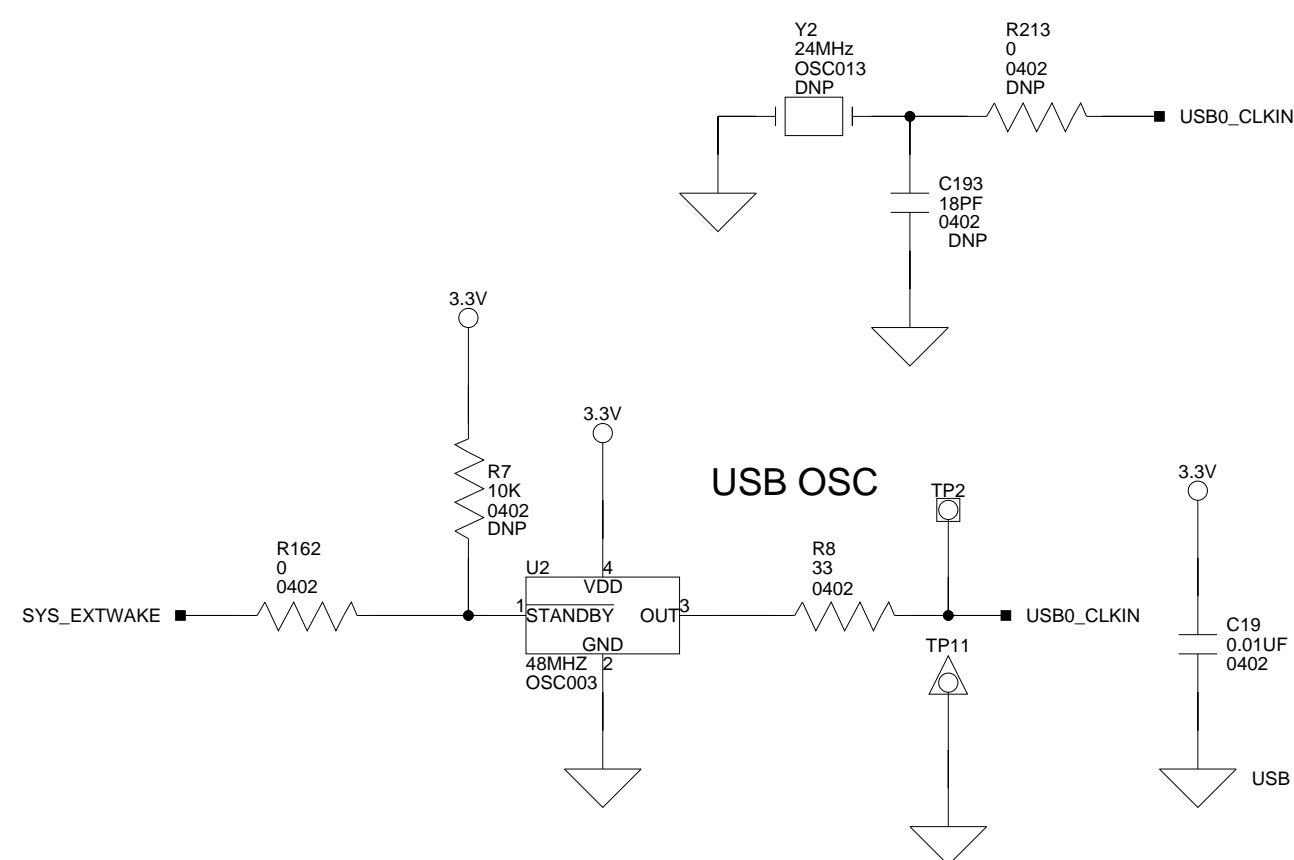 Y2
24MHz
OSC013
DNP
R213
0
0402
DNP
USB0_CLKIN
C193
18PF
0402
DNP
3.3V
3.3V
R7
10K
0402
DNP
USB OSC
TP2
3.3V
R162
0
0402
U2
4
VDD
R8
33
0402
SYS_EXTWAKE
1
STANDBY
OUT
3
USB0_CLKIN
GND
2
48MHZ
OSC003
TP11
C19
0.01UF
0402
USB